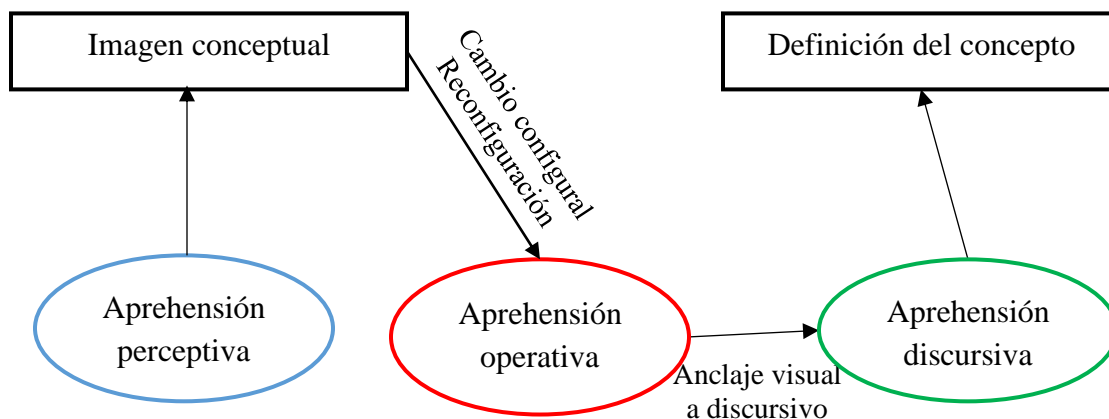 Imagen conceptual
Definición del concepto
Cambio configural
Reconfiguración
Aprehensión
perceptiva
Aprehensión
operativa
Anclaje visual
a discursivo
Aprehensión
discursiva